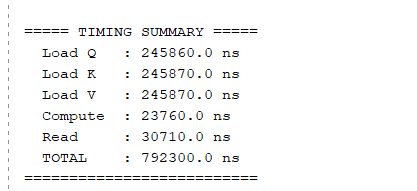 ===== TIMING SUMMARY =====
Load Q : 245860.0 ns
Load K : 245870.0 ns
Load V : 245870.0 ns
Compute : 23760.0 ns
Read : 30710.0 ns
TOTAL : 792300.0 ns
==========================